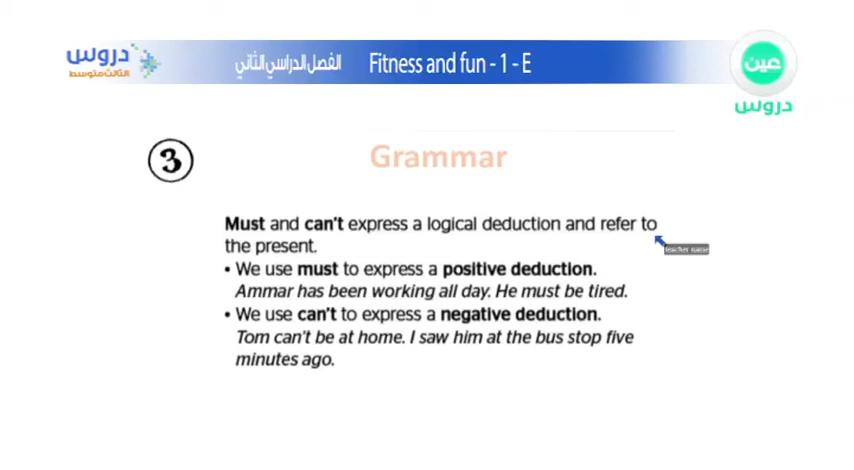 دروس
الثالث متوسط
الفصل الدراسي الثاني
Fitness and fun - 1 - E
عين
دروس
3
Grammar
Must and can't express a logical deduction and refer to
the present.
teacher name
• We use must to express a positive deduction.
Ammar has been working all day. He must be tired.
• We use can't to express a negative deduction.
Tom can't be at home. I saw him at the bus stop five
minutes ago.